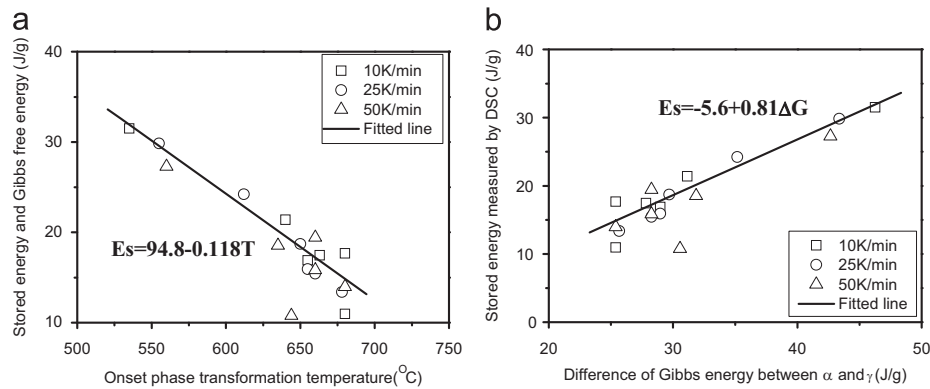 a
Stored energy and Gibbs free energy (J/g)
40
30
20
10
500
550
600
650
700
750
Onset phase transformation temperature(°C)
10K/min
25K/min
50K/min
Fitted line
Es=94.8-0.118T
b
Stored energy measured by DSC (J/g)
40
30
20
10
0
20
30
40
50
Difference of Gibbs energy between α and γ(J/g)
Es=-5.6+0.81ΔG
10K/min
25K/min
50K/min
Fitted line